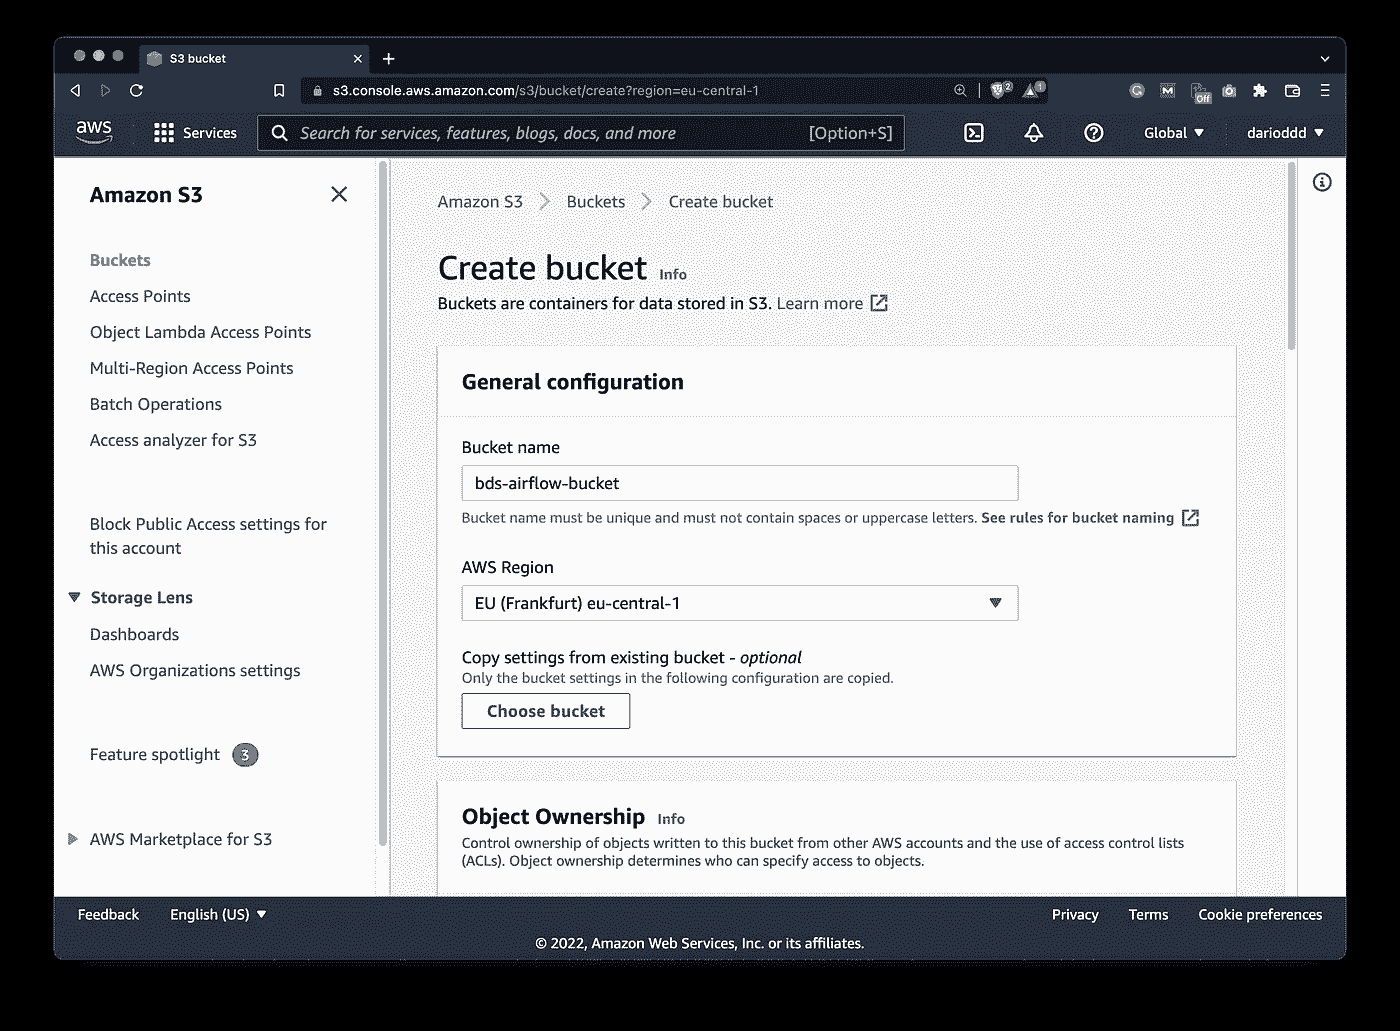 S3 bucket
s3.console.aws.amazon.com/s3/bucket/create?region=eu-central-1
2
1
Off
aws
Services
Search for services, features, blogs, docs, and more
[Option+S]
Global
darioddd
Amazon S3
Buckets
Access Points
Object Lambda Access Points
Multi-Region Access Points
Batch Operations
Access analyzer for S3
Block Public Access settings for
this account
Storage Lens
Dashboards
AWS Organizations settings
Feature spotlight 3
AWS Marketplace for S3
Amazon S3 > Buckets > Create bucket
Create bucket Info
Buckets are containers for data stored in S3. Learn more
General configuration
Bucket name
bds-airflow-bucket
Bucket name must be unique and must not contain spaces or uppercase letters. See rules for bucket naming
AWS Region
EU (Frankfurt) eu-central-1
Copy settings from existing bucket - optional
Only the bucket settings in the following configuration are copied.
Choose bucket
Object Ownership Info
Control ownership of objects written to this bucket from other AWS accounts and the use of access control lists
(ACLs). Object ownership determines who can specify access to objects.
Feedback
English (US)
Privacy
Terms
Cookie preferences
© 2022, Amazon Web Services, Inc. or its affiliates.